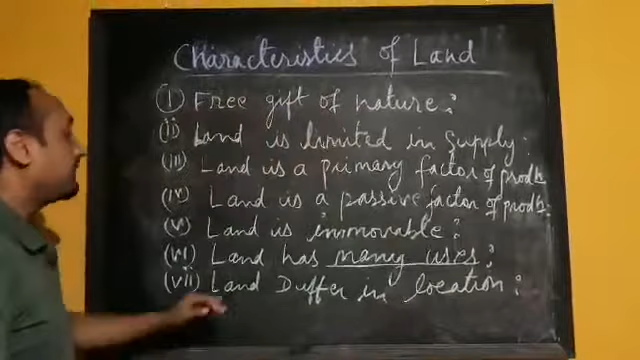 Characteristics of Land
(i) Free gift of nature :
(ii) Land is limited in supply.
(iii) Land is a primary factor of prodn
(iv) Land is a passive factor of prodn.
(v) Land is immovable :
(vi) Land has many uses :
(vii) Land Differ in location :